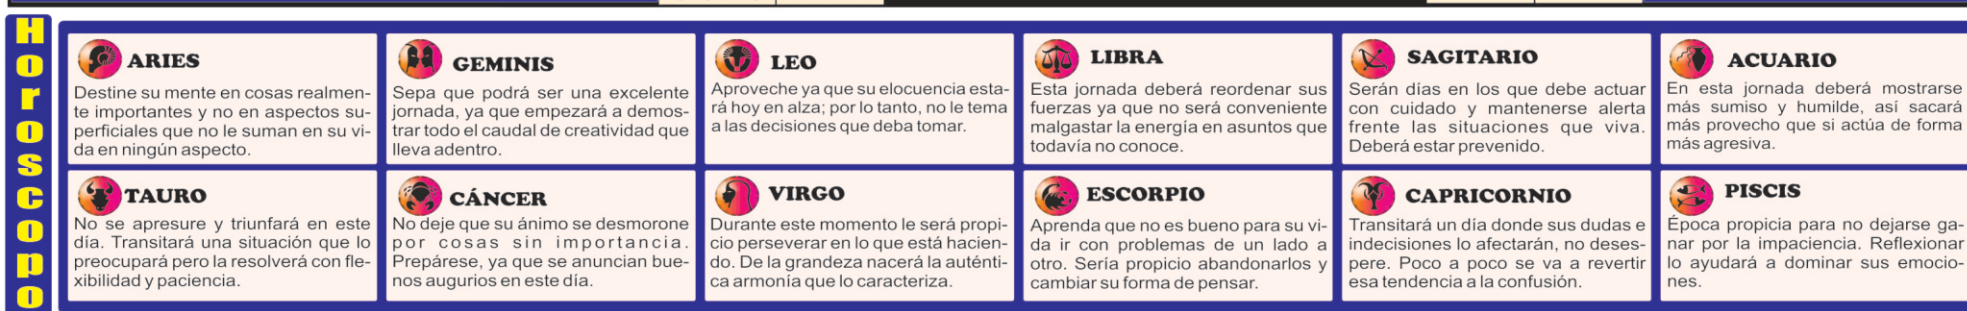 Horoscopo
ARIES
Destine su mente en cosas realmen-
te importantes y no en aspectos su-
perficiales que no le suman en su vi-
da en ningún aspecto.
TAURO
No se apresure y triunfará en este
día. Transitará una situación que lo
preocupará pero la resolverá con fle-
xibilidad y paciencia.
GEMINIS
Sepa que podrá ser una excelente
jornada, ya que empezará a demos-
trar todo el caudal de creatividad que
lleva adentro.
CÁNCER
No deje que su ánimo se desmorone
por cosas sin importancia.
Prepárese, ya que se anuncian bue-
nos augurios en este día.
LEO
Aproveche ya que su elocuencia esta-
rá hoy en alza; por lo tanto, no le tema
a las decisiones que deba tomar.
VIRGO
Durante este momento le será propi-
cio perseverar en lo que está hacien-
do. De la grandeza nacerá la auténti-
ca armonía que lo caracteriza.
LIBRA
Esta jornada deberá reordenar sus
fuerzas ya que no será conveniente
malgastar la energía en asuntos que
todavía no conoce.
ESCORPIO
Aprenda que no es bueno para su vi-
da ir con problemas de un lado a
otro. Sería propicio abandonarlos y
cambiar su forma de pensar.
SAGITARIO
Serán días en los que debe actuar
con cuidado y mantenerse alerta
frente las situaciones que viva.
Deberá estar prevenido.
CAPRICORNIO
Transitará un día donde sus dudas e
indecisiones lo afectarán, no deses-
pere. Poco a poco se va a revertir
esa tendencia a la confusión.
ACUARIO
En esta jornada deberá mostrarse
más sumiso y humilde, así sacará
más provecho que si actúa de forma
más agresiva.
PISCIS
Época propicia para no dejarse ga-
nar por la impaciencia. Reflexionar
lo ayudará a dominar sus emocio-
nes.